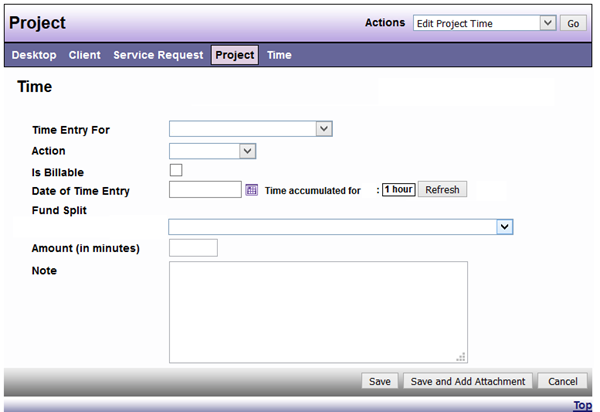 Project Actions Edit Project Time Go
Desktop Client Service Request Project Time
Time
Time Entry For
Action
Is Billable
Date of Time Entry Time accumulated for : 1 hour Refresh
Fund Split
Amount (in minutes)
Note
Save Save and Add Attachment Cancel
Top